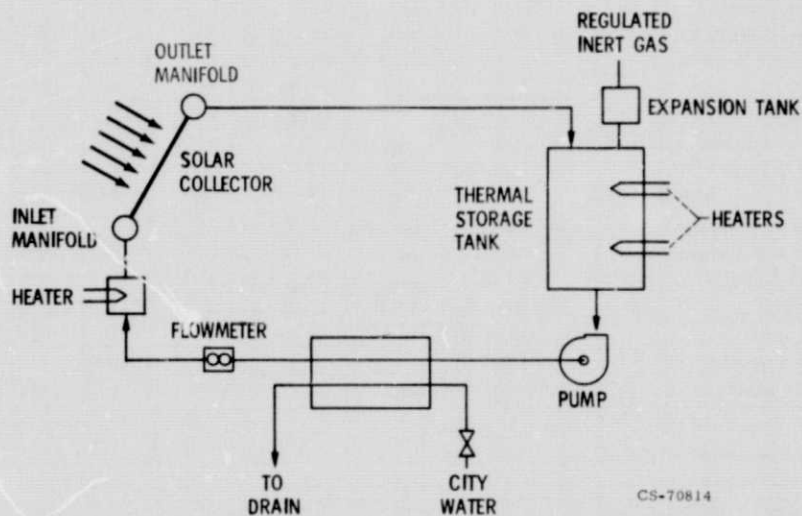 REGULATED
INERT GAS
OUTLET
MANIFOLD
EXPANSION TANK
SOLAR
COLLECTOR
THERMAL
STORAGE
TANK
HEATERS
INLET
MANIFOLD
HEATER
FLOWMETER
PUMP
TO
DRAIN
CITY
WATER
CS-70814